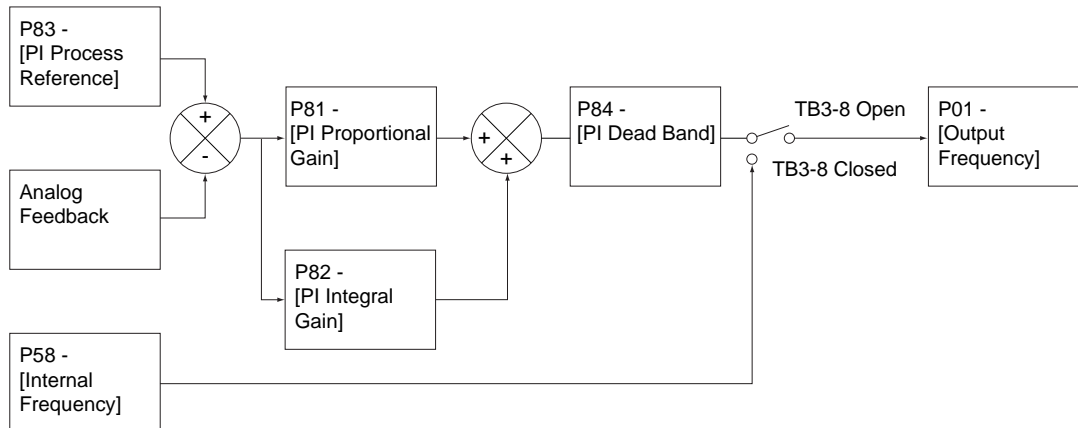 P83 -
[PI Process
Reference]
+
-
Analog
Feedback
P81 -
[PI Proportional
Gain]
P82 -
[PI Integral
Gain]
+
+
P84 -
[PI Dead Band]
TB3-8 Open
TB3-8 Closed
P01 -
[Output
Frequency]
P58 -
[Internal
Frequency]